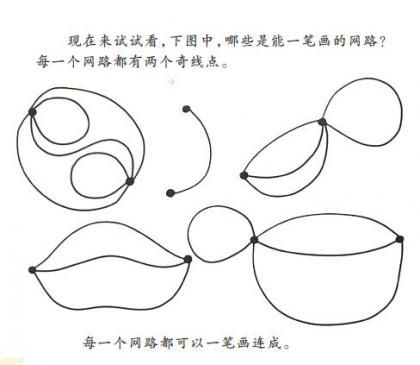 现在来试试看，下图中，哪些是能一笔画的网路？
每一个网路都有两个奇线点。
每一个网路都可以一笔画连成。